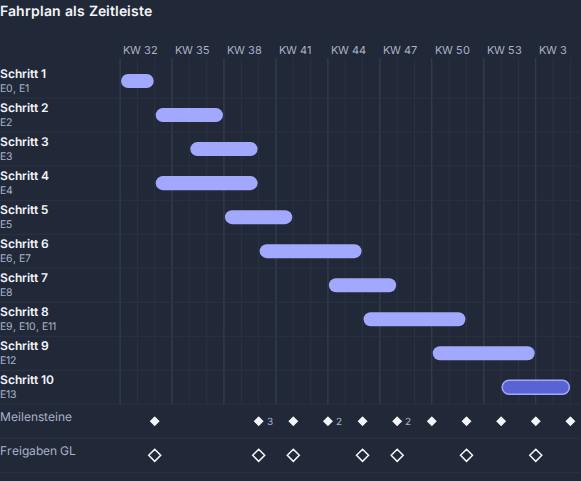 Fahrplan als Zeitleiste
KW 32 KW 35 KW 38 KW 41 KW 44 KW 47 KW 50 KW 53 KW 3
Schritt 1
E0, E1
Schritt 2
E2
Schritt 3
E3
Schritt 4
E4
Schritt 5
E5
Schritt 6
E6, E7
Schritt 7
E8
Schritt 8
E9, E10, E11
Schritt 9
E12
Schritt 10
E13
Meilensteine 3 2 2
Freigaben GL